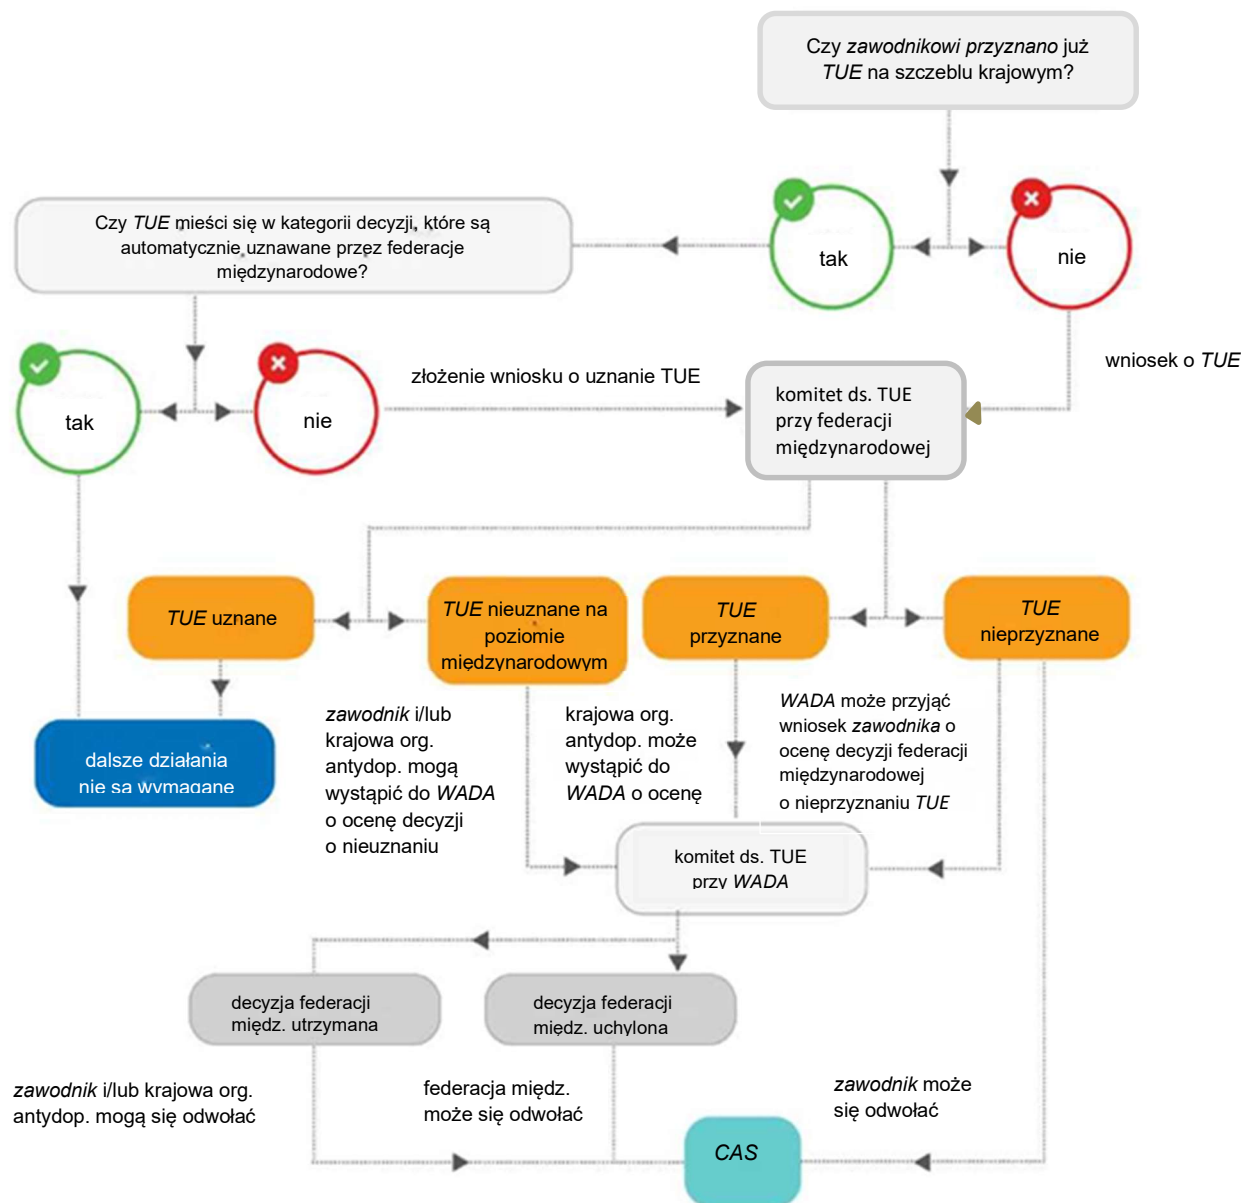 Czy zawodnikowi przyznano już
TUE na szczeblu krajowym?
tak
nie
Czy TUE mieści się w kategorii decyzji, które są
automatycznie uznawane przez federacje
międzynarodowe?
tak
nie
złożenie wniosku o uznanie TUE
wniosek o TUE
komitet ds. TUE
przy federacji
międzynarodowej
TUE uznane
TUE nieuznane na
poziomie
międzynarodowym
TUE
przyznane
TUE
nieprzyznane
dalsze działania
nie są wymagane
zawodnik i/lub
krajowa org.
antydop. mogą
wystąpić do WADA
o ocenę decyzji
o nieuznaniu
krajowa org.
antydop. może
wystąpić do
WADA o ocenę
WADA może przyjąć
wniosek zawodnika o
ocenę decyzji federacji
międzynarodowej
o nieprzyznaniu TUE
komitet ds. TUE
przy WADA
decyzja federacji
międz. utrzymana
decyzja federacji
międz. uchylona
zawodnik i/lub krajowa org.
antydop. mogą się odwołać
federacja międz.
może się odwołać
zawodnik może
się odwołać
CAS